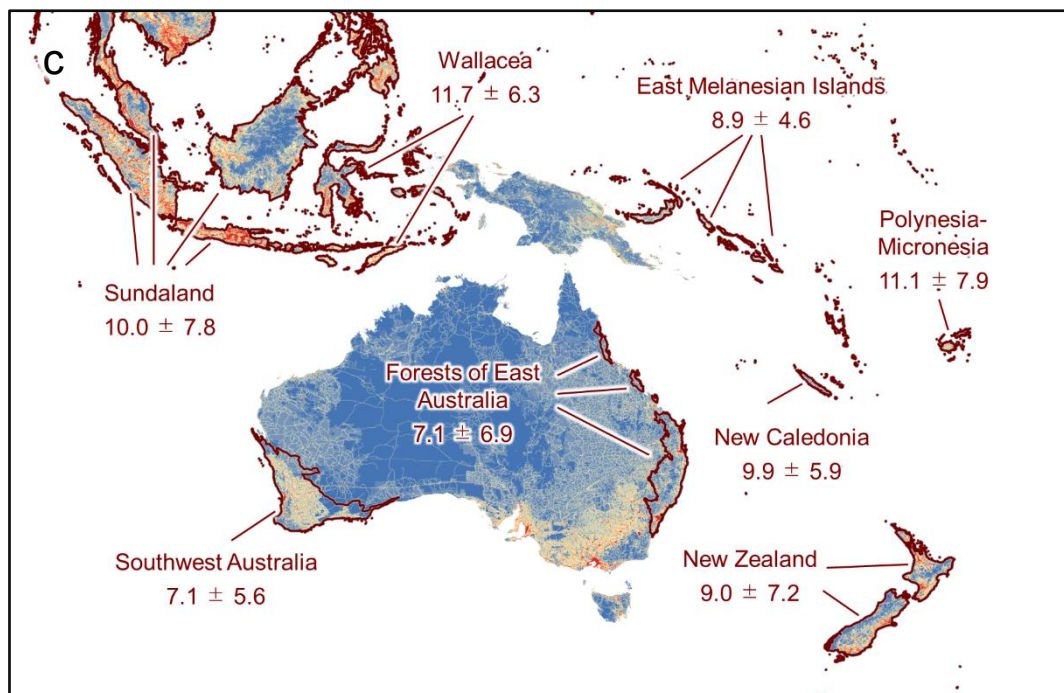 c
Wallacea
11.7 ± 6.3
East Melanesian Islands
8.9 ± 4.6
Polynesia-
Micronesia
11.1 ± 7.9
Sundaland
10.0 ± 7.8
Forests of East
Australia
7.1 ± 6.9
New Caledonia
9.9 ± 5.9
Southwest Australia
7.1 ± 5.6
New Zealand
9.0 ± 7.2